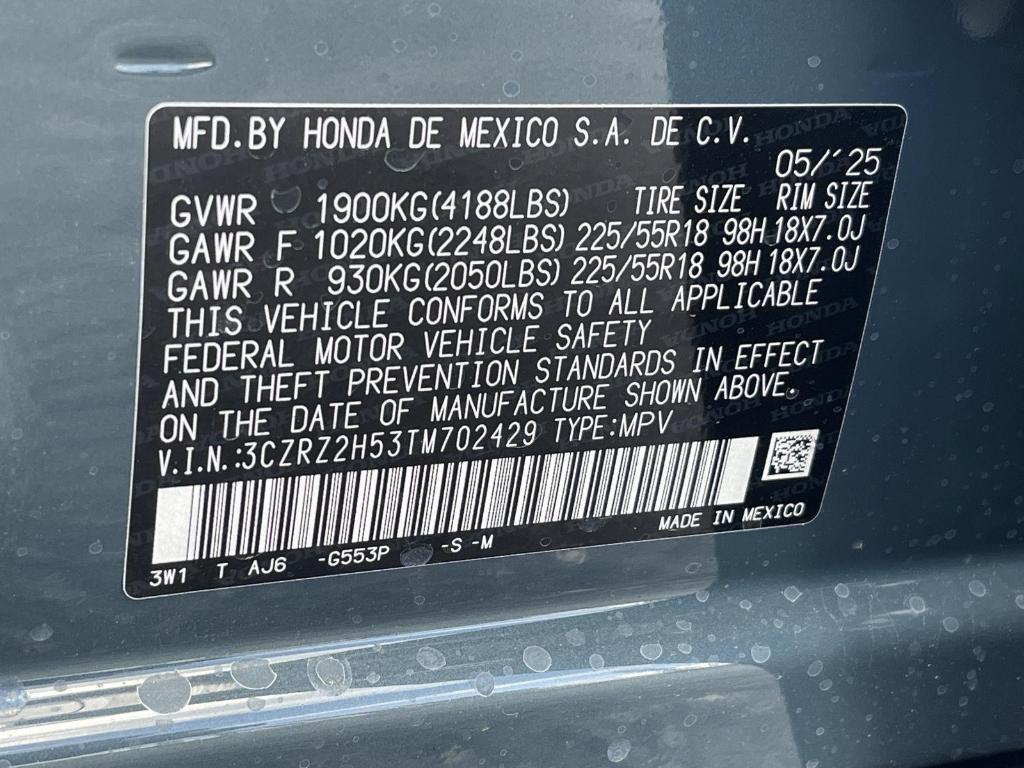 MFD.BY HONDA DE MEXICO S.A. DE C.V.
05/´25
GVWR 1900KG(4188LBS) TIRE SIZE RIM SIZE
GAWR F 1020KG(2248LBS) 225/55R18 98H 18X7.0J
GAWR R 930KG(2050LBS) 225/55R18 98H 18X7.0J
THIS VEHICLE CONFORMS TO ALL APPLICABLE
FEDERAL MOTOR VEHICLE SAFETY
AND THEFT PREVENTION STANDARDS IN EFFECT
ON THE DATE OF MANUFACTURE SHOWN ABOVE.
V.I.N.:3CZRZ2H53TM702429 TYPE:MPV
MADE IN MEXICO
3W1 T AJ6 -G553P -S -M